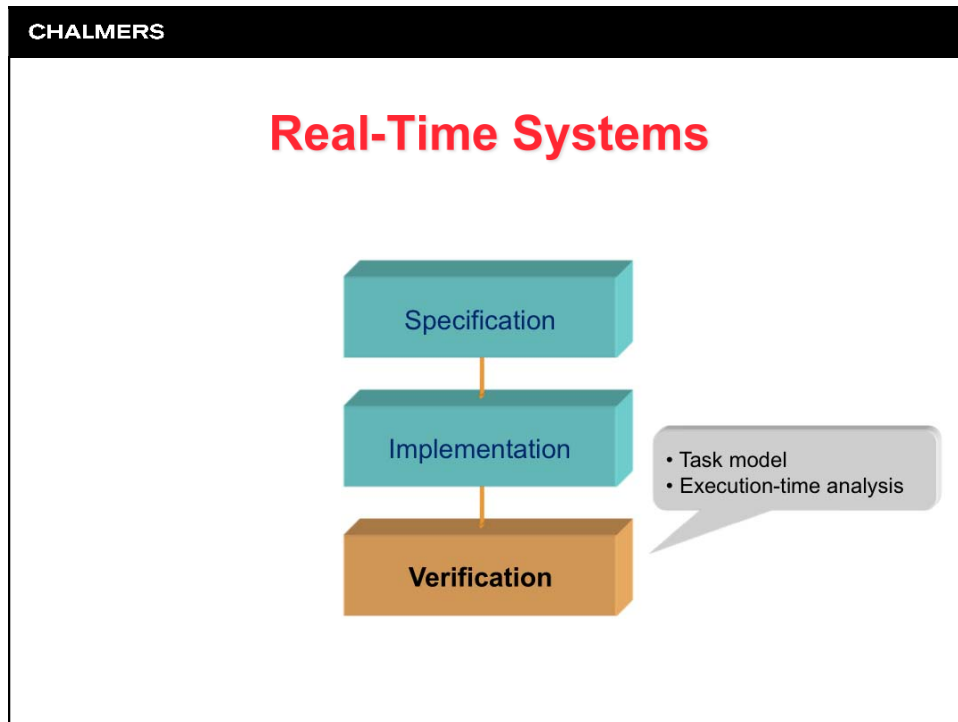 CHALMERS
Real-Time Systems
Specification
Implementation
• Task model
• Execution-time analysis
Verification